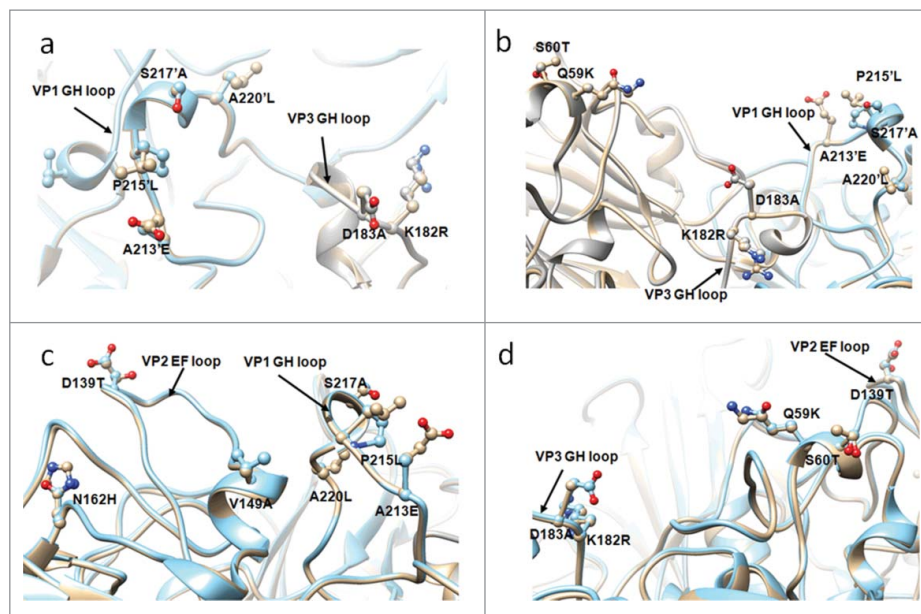 a
S217'A
VP1 GH loop
A220'L
VP3 GH loop
P215'L
D183A
K182R
A213'E
b
S60T
Q59K
P215'L
VP1 GH loop
S217'A
A213'E
A220'L
D183A
K182R
VP3 GH loop
c
VP2 EF loop
VP1 GH loop
D139T
S217A
P215L
N162H
V149A
A220L
A213E
d
VP2 EF loop
D139T
Q59K
VP3 GH loop
S60T
D183A
K182R